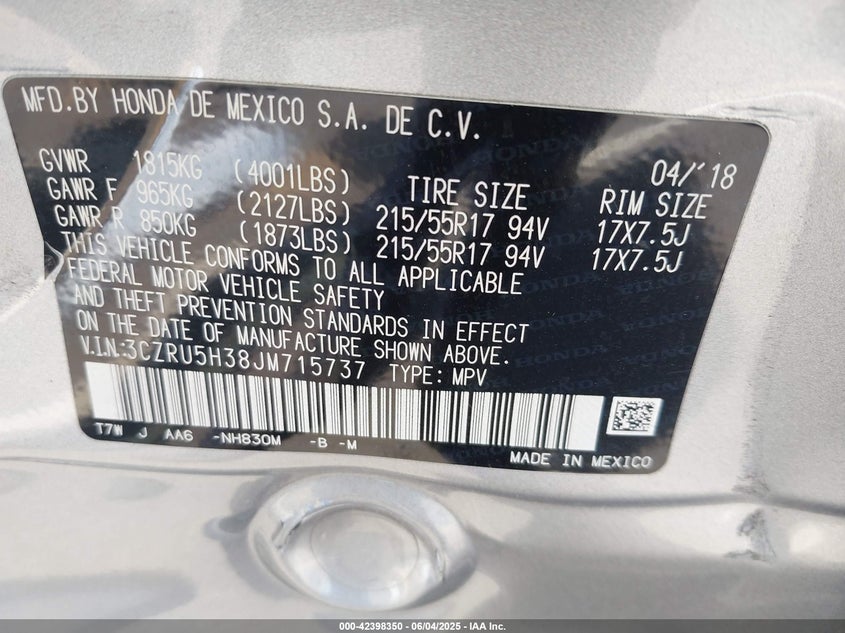 MFD.BY HONDA DE MEXICO S.A. DE C.V.
04/'18
GVWR 1815KG (4001LBS) TIRE SIZE RIM SIZE
GAWR F 965KG (2127LBS) 215/55R17 94V 17X7.5J
GAWR R 850KG (1873LBS) 215/55R17 94V 17X7.5J
THIS VEHICLE CONFORMS TO ALL APPLICABLE
FEDERAL MOTOR VEHICLE SAFETY
AND THEFT PREVENTION STANDARDS IN EFFECT
ON THE DATE OF MANUFACTURE SHOWN ABOVE.
V.I.N:3CZRU5H38JM715737 TYPE: MPV
T7W J AA6 -NH830M -B -M
MADE IN MEXICO
000-42398350 - 06/04/2025 - IAA Inc.